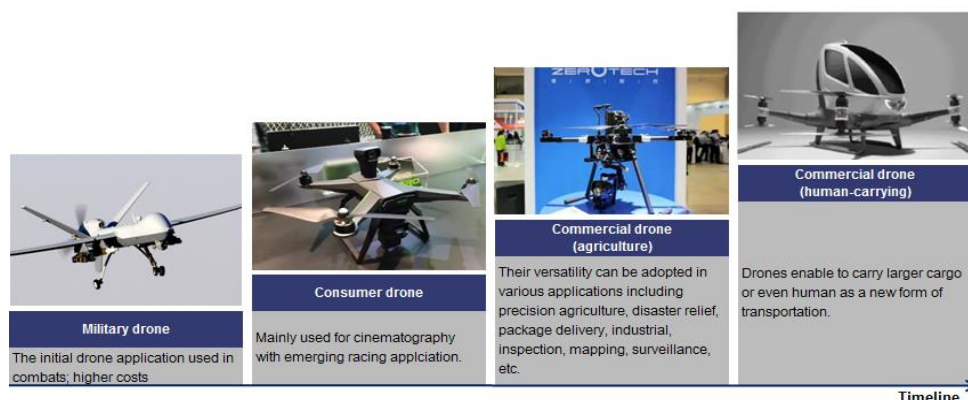 ZEROTECH
Military drone
The initial drone application used in
combats; higher costs
Consumer drone
Mainly used for cinematography
with emerging racing applciation.
Commercial drone
(agriculture)
Their versatility can be adopted in
various applications including
precision agriculture, disaster relief,
package delivery, industrial,
inspection, mapping, surveillance,
etc.
Commercial drone
(human-carrying)
Drones enable to carry larger cargo
or even human as a new form of
transportation.
Timeline